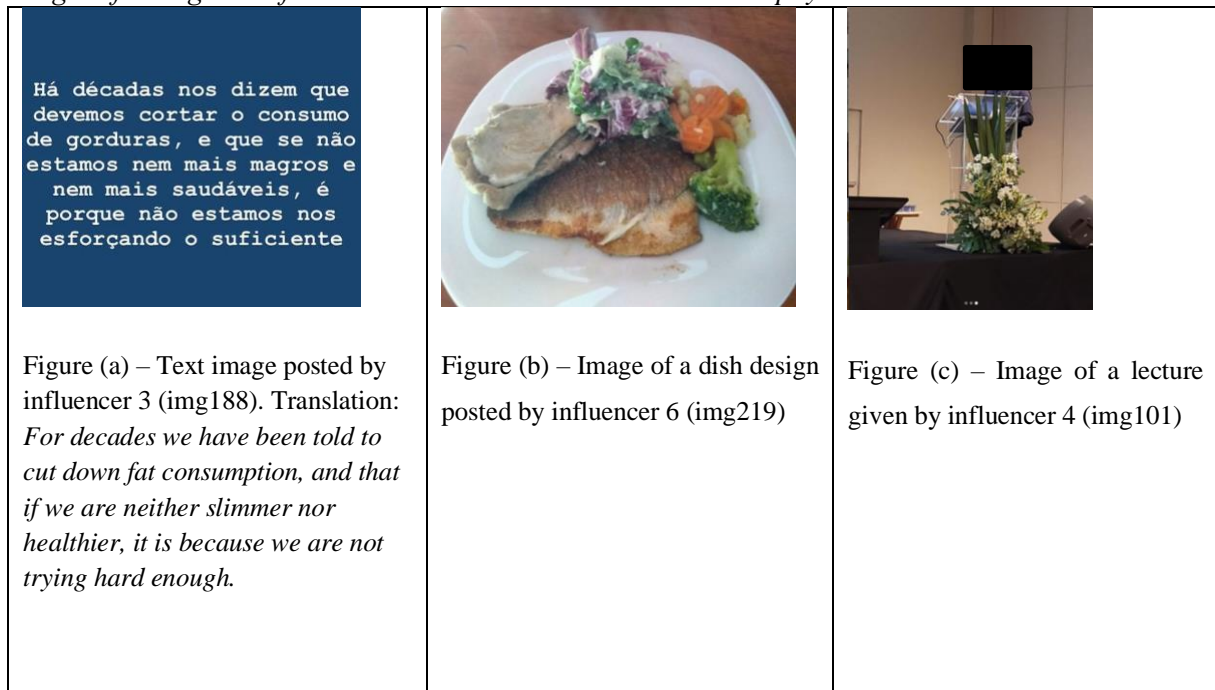 Há décadas nos dizem que
devemos cortar o consumo
de gorduras, e que se não
estamos nem mais magros e
nem mais saudáveis, é
porque não estamos nos
esforçando o suficiente
Figure (a) – Text image posted by
influencer 3 (img188). Translation:
For decades we have been told to
cut down fat consumption, and that
if we are neither slimmer nor
healthier, it is because we are not
trying hard enough.
Figure (b) – Image of a dish design
posted by influencer 6 (img219)
Figure (c) – Image of a lecture
given by influencer 4 (img101)